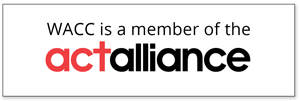 WACC is a member of the
actalliance